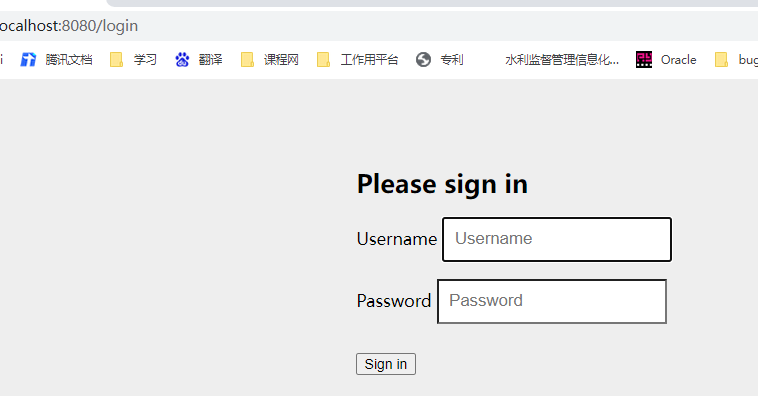 ocalhost:8080/login
i 腾讯文档 学习 翻译 课程网 工作用平台 专利 水利监督管理信息化... Oracle bug
Please sign in
Username Username
Password Password
Sign in